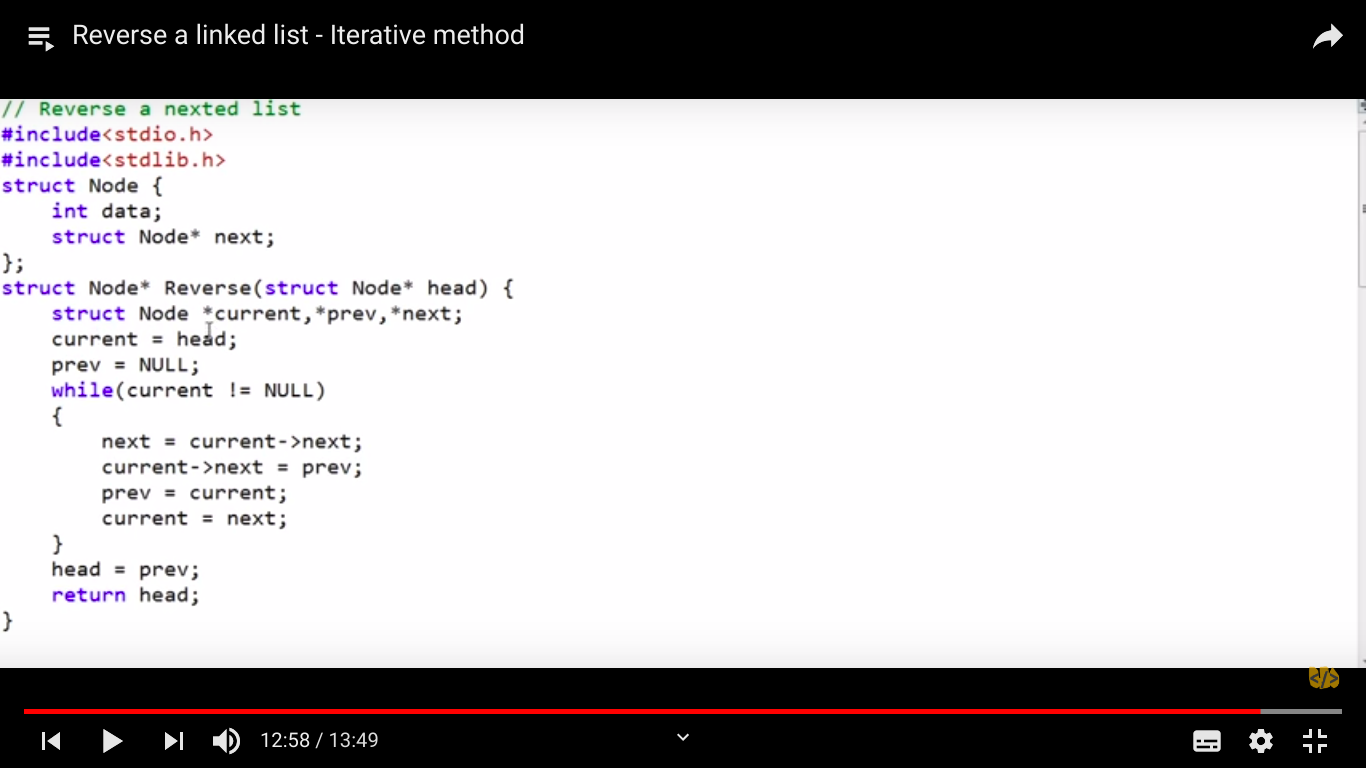 Reverse a linked list - Iterative method
// Reverse a nexted list
#include<stdio.h>
#include<stdlib.h>
struct Node {
    int data;
    struct Node* next;
};
struct Node* Reverse(struct Node* head) {
    struct Node *current,*prev,*next;
    current = head;
    prev = NULL;
    while(current != NULL)
    {
        next = current->next;
        current->next = prev;
        prev = current;
        current = next;
    }
    head = prev;
    return head;
}
</>
12:58 / 13:49